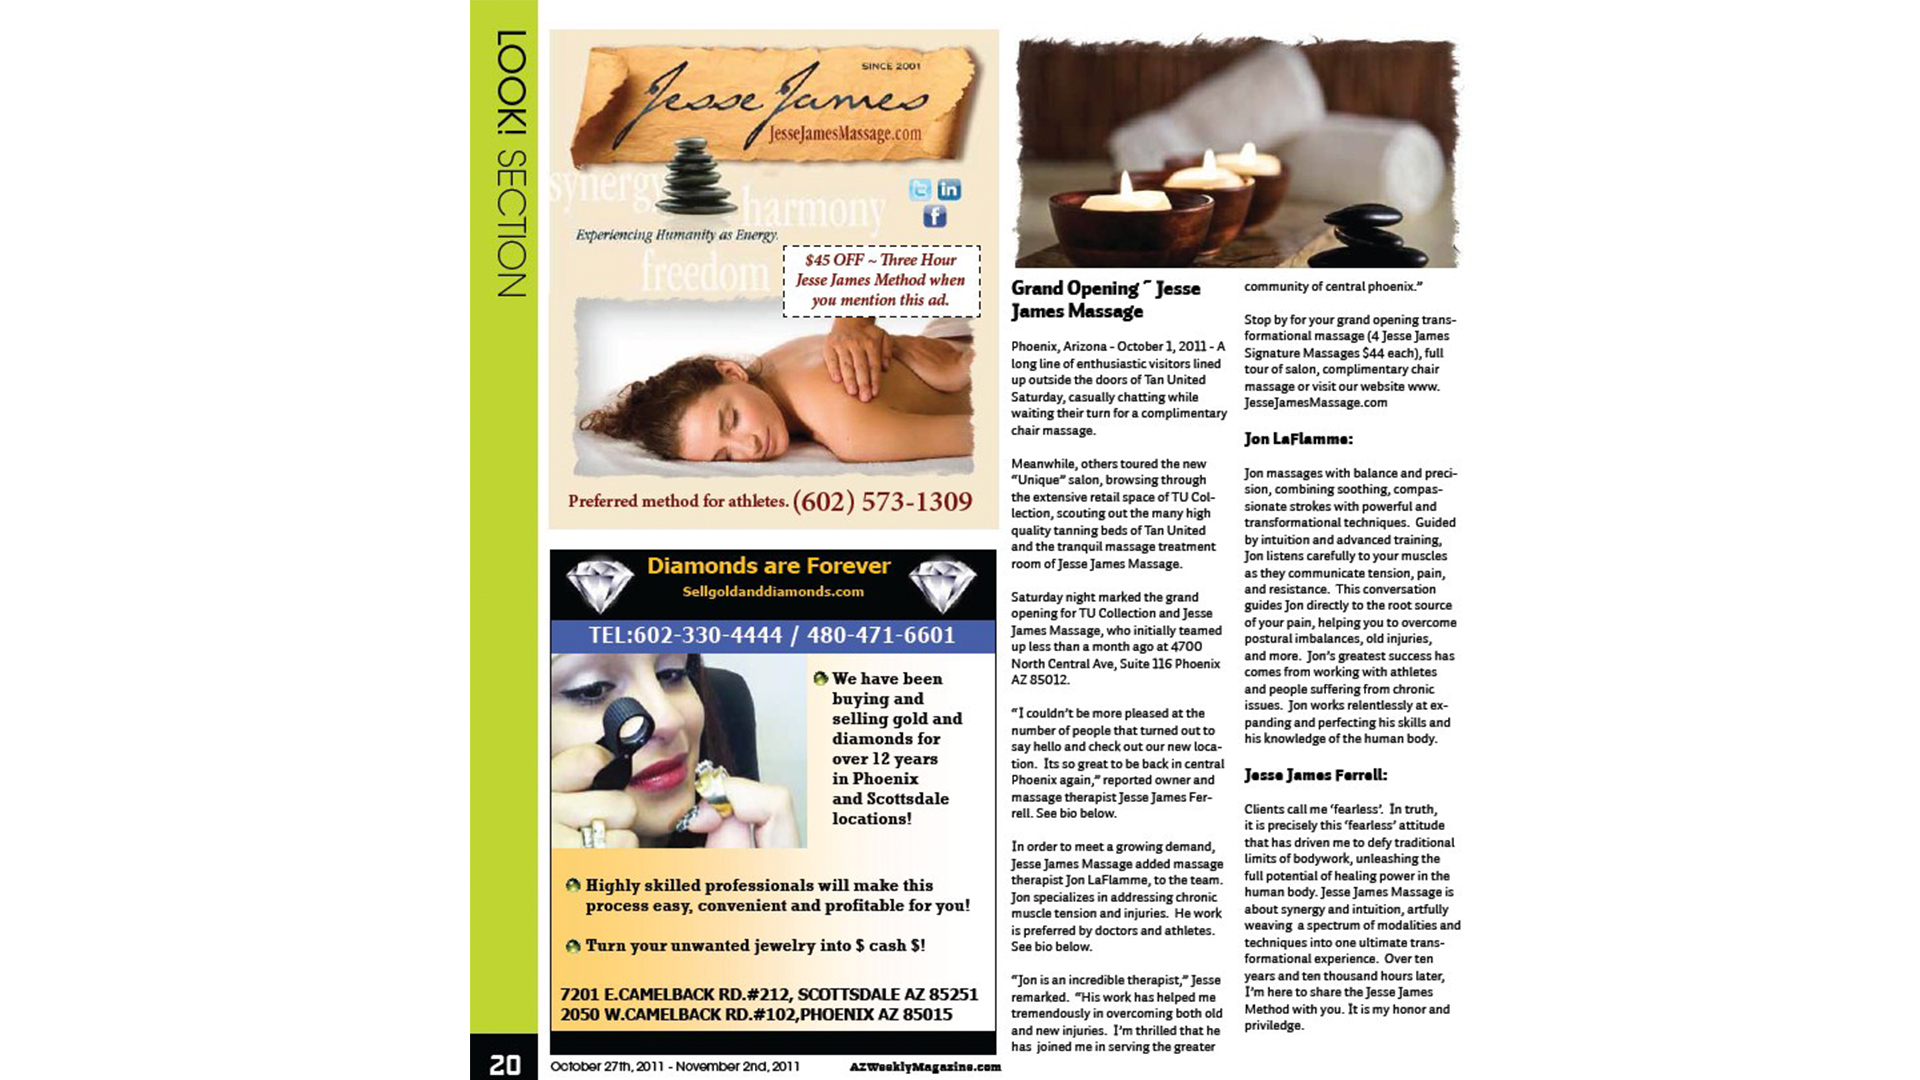 LOOK! SECTION
SINCE 2001
Jesse James
JesseJamesMassage.com
synergy
harmony
Experiencing Humanity as Energy.
freedom
$45 OFF ~ Three Hour
Jesse James Method when
you mention this ad.
Preferred method for athletes. (602) 573-1309
Diamonds are Forever
Sellgoldanddiamonds.com
TEL:602-330-4444 / 480-471-6601
We have been
buying and
selling gold and
diamonds for
over 12 years
in Phoenix
and Scottsdale
locations!
Highly skilled professionals will make this
process easy, convenient and profitable for you!
Turn your unwanted jewelry into $ cash $!
7201 E.CAMELBACK RD.#212, SCOTTSDALE AZ 85251
2050 W.CAMELBACK RD.#102,PHOENIX AZ 85015
Grand Opening ~ Jesse
James Massage
Phoenix, Arizona - October 1, 2011 - A
long line of enthusiastic visitors lined
up outside the doors of Tan United
Saturday, casually chatting while
waiting their turn for a complimentary
chair massage.
Meanwhile, others toured the new
“Unique” salon, browsing through
the extensive retail space of TU Col-
lection, scouting out the many high
quality tanning beds of Tan United
and the tranquil massage treatment
room of Jesse James Massage.
Saturday night marked the grand
opening for TU Collection and Jesse
James Massage, who initially teamed
up less than a month ago at 4700
North Central Ave, Suite 116 Phoenix
AZ 85012.
“I couldn’t be more pleased at the
number of people that turned out to
say hello and check out our new loca-
tion.  Its so great to be back in central
Phoenix again,” reported owner and
massage therapist Jesse James Fer-
rell. See bio below.
In order to meet a growing demand,
Jesse James Massage added massage
therapist Jon LaFlamme, to the team.
Jon specializes in addressing chronic
muscle tension and injuries.  He work
is preferred by doctors and athletes.
See bio below.
“Jon is an incredible therapist,” Jesse
remarked.  “His work has helped me
tremendously in overcoming both old
and new injuries.  I’m thrilled that he
has  joined me in serving the greater
community of central phoenix.”
Stop by for your grand opening trans-
formational massage (4 Jesse James
Signature Massages $44 each), full
tour of salon, complimentary chair
massage or visit our website www.
JesseJamesMassage.com
Jon LaFlamme:
Jon massages with balance and preci-
sion, combining soothing, compas-
sionate strokes with powerful and
transformational techniques.  Guided
by intuition and advanced training,
Jon listens carefully to your muscles
as they communicate tension, pain,
and resistance.  This conversation
guides Jon directly to the root source
of your pain, helping you to overcome
postural imbalances, old injuries,
and more.  Jon’s greatest success has
comes from working with athletes
and people suffering from chronic
issues.  Jon works relentlessly at ex-
panding and perfecting his skills and
his knowledge of the human body.
Jesse James Ferrell:
Clients call me ‘fearless’.  In truth,
it is precisely this ‘fearless’ attitude
that has driven me to defy traditional
limits of bodywork, unleashing the
full potential of healing power in the
human body. Jesse James Massage is
about synergy and intuition, artfully
weaving  a spectrum of modalities and
techniques into one ultimate trans-
formational experience.  Over ten
years and ten thousand hours later,
I’m here to share the Jesse James
Method with you. It is my honor and
priviledge.
20
October 27th, 2011 - November 2nd, 2011
AZWeeklyMagazine.com